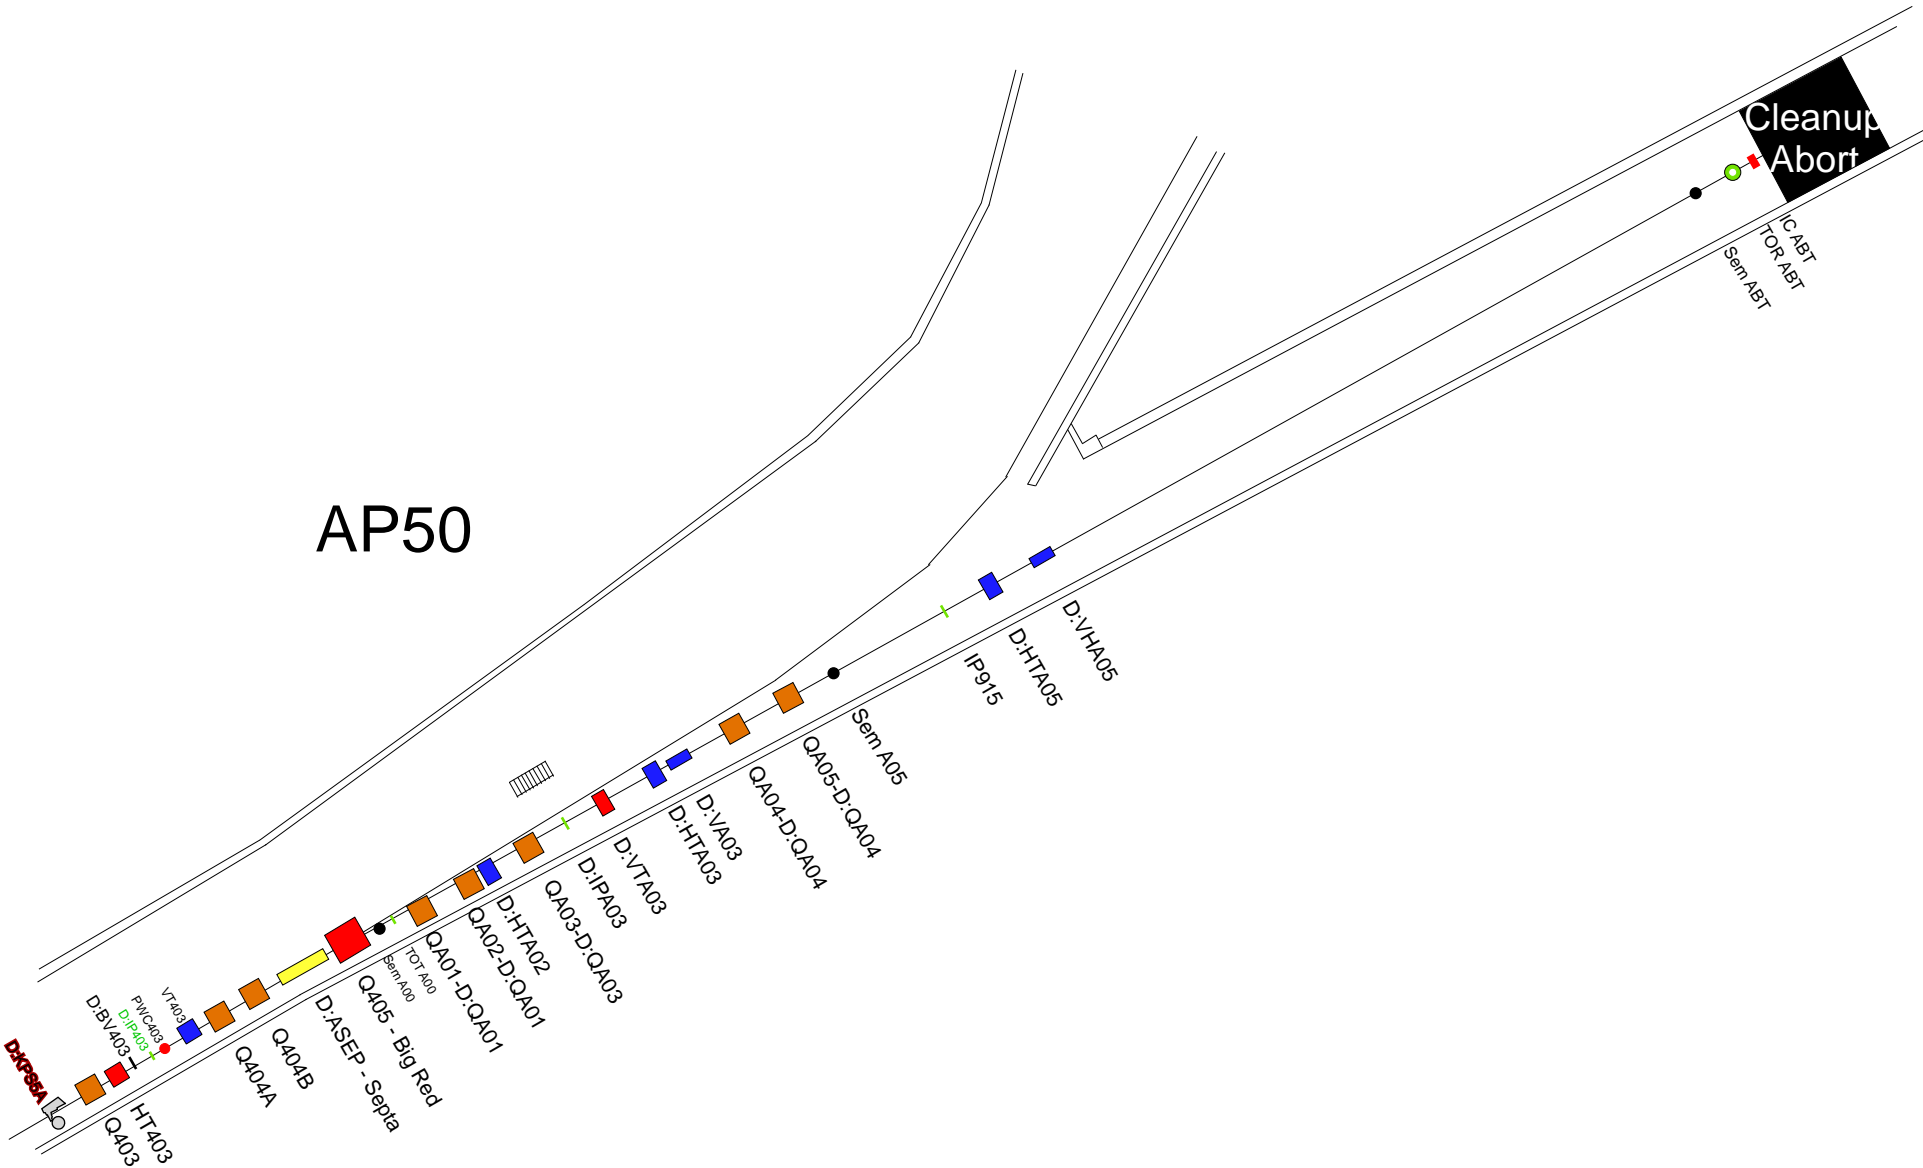 Cleanup
Abort
IC ABT
TOR ABT
Sem ABT
AP50
D:VHA05
D:HTA05
IP915
Sem A05
QA05-D:QA04
QA04-D:QA04
D:VA03
D:HTA03
D:VTA03
D:IPA03
QA03-D:QA03
D:HTA02
QA02-D:QA01
QA01-D:QA01
TOT A00
Sem A00
Q405 - Big Red
D:ASEP - Septa
Q404B
Q404A
VT403
PWC403
D:IP403
D:BV403
HT403
Q403
D:KPS5A